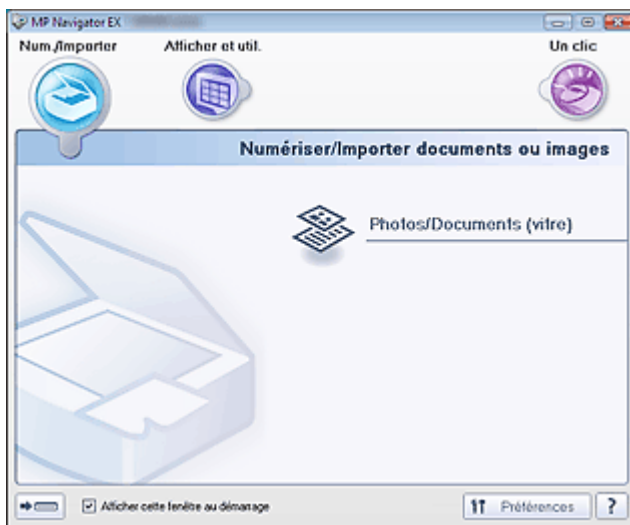 MP Navigator EX
Num./Importer Afficher et util. Un clic
Numériser/Importer documents ou images
Photos/Documents (vitre)
Afficher cette fenêtre au démarrage
Préférences ?